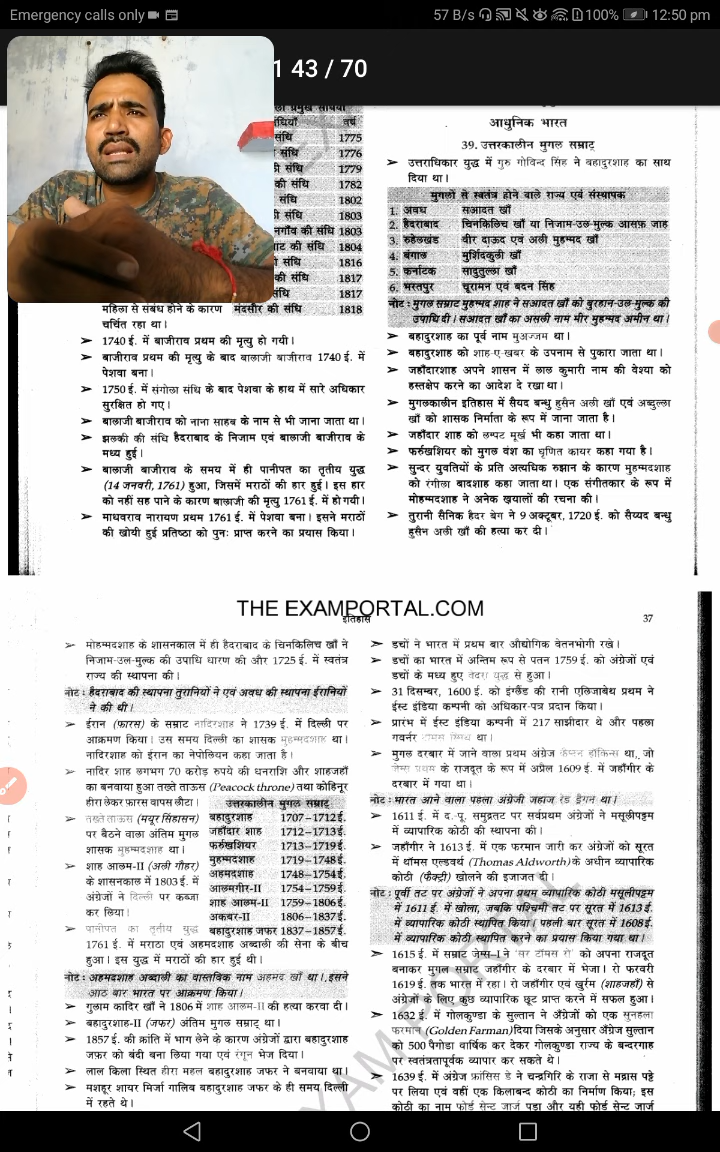 Emergency calls only
57 B/s
100%
12:50 pm
43 / 70
संधि 1775
संधि 1776
संधि 1779
की संधि 1782
संधि 1802
संधि 1803
की संधि 1803
की संधि 1804
संधि 1816
की संधि 1817
संधि 1817
महिला से संबंध होने के कारण मंदसौर की संधि 1818
चर्चित रहा था।
➢ 1740 ई. में बाजीराव प्रथम की मृत्यु हो गयी।
➢ बाजीराव प्रथम की मृत्यु के बाद बालाजी बाजीराव 1740 ई. में
पेशवा बना।
➢ 1750 ई. में संगोला संधि के बाद पेशवा के हाथ में सारे अधिकार
सुरक्षित हो गए।
➢ बालाजी बाजीराव को नाना साहब के नाम से भी जाना जाता था।
➢ झलकी की संधि हैदराबाद के निजाम एवं बालाजी बाजीराव के
मध्य हुई।
➢ बालाजी बाजीराव के समय में ही पानीपत का तृतीय युद्ध
(14 जनवरी, 1761) हुआ, जिसमें मराठों की हार हुई। इस हार
को नहीं सह पाने के कारण बालाजी की मृत्यु 1761 ई. में हो गयी।
➢ माधवराव नारायण प्रथम 1761 ई. में पेशवा बना। इसने मराठों
की खोयी हुई प्रतिष्ठा को पुनः प्राप्त करने का प्रयास किया।
आधुनिक भारत
39. उत्तरकालीन मुगल सम्राट्
➢ उत्तराधिकार युद्ध में गुरु गोविन्द सिंह ने बहादुरशाह का साथ
दिया था।
मुगलों से स्वतंत्र होने वाले राज्य एवं संस्थापक
1. अवध सआदत खाँ
2. हैदराबाद चिनकिलिच खाँ या निजाम-उल-मुल्क आसफ़ जाह
3. रुहेलखंड वीर दाऊद एवं अली मुहम्मद खाँ
4. बंगाल मुर्शिदकुली खाँ
5. कर्नाटक सादुतुल्ला खाँ
6. भरतपुर चूरामन एवं बदन सिंह
नोट : मुगल सम्राट मुहम्मद शाह ने सआदत खाँ को बुरहान-उल-मुल्क की
उपाधि दी। सआदत खाँ का असली नाम मीर मुहम्मद अमीन था।
➢ बहादुरशाह का पूर्व नाम मुअज्जम था।
➢ बहादुरशाह को शाह-ए-खबर के उपनाम से पुकारा जाता था।
➢ जहाँदारशाह अपने शासन में लाल कुमारी नाम की वेश्या को
हस्तक्षेप करने का आदेश दे रखा था।
➢ मुगलकालीन इतिहास में सैयद बन्धु हुसैन अली खाँ एवं अब्दुल्ला
खाँ को शासक निर्माता के रूप में जाना जाता है।
➢ जहाँदार शाह को लम्पट मूर्ख भी कहा जाता था।
➢ फर्रुखशियर को मुगल वंश का घृणित कायर कहा गया है।
➢ सुन्दर युवतियों के प्रति अत्यधिक रुझान के कारण मुहम्मदशाह
को रंगीला बादशाह कहा जाता था। एक संगीतकार के रूप में
मोहम्मदशाह ने अनेक ख़यालों की रचना की।
➢ तुरानी सैनिक हैदर बेग ने 9 अक्टूबर, 1720 ई. को सैय्यद बन्धु
हुसैन अली खाँ की हत्या कर दी।
THE EXAMPORTAL.COM
इतिहास
37
➢ मोहम्मदशाह के शासनकाल में ही हैदराबाद के चिनकिलिच खाँ ने
निजाम-उल-मुल्क की उपाधि धारण की और 1725 ई. में स्वतंत्र
राज्य की स्थापना की।
नोट : हैदराबाद की स्थापना तुरानियों ने एवं अवध की स्थापना ईरानियों
ने की थी।
➢ ईरान (फारस) के सम्राट नादिरशाह ने 1739 ई. में दिल्ली पर
आक्रमण किया। उस समय दिल्ली का शासक मुहम्मदशाह था।
नादिरशाह को ईरान का नेपोलियन कहा जाता है।
➢ नादिर शाह लगभग 70 करोड़ रुपये की धनराशि और शाहजहाँ
का बनवाया हुआ तख्ते ताऊस (Peacock throne) तथा कोहिनूर
हीरा लेकर फ़ारस वापस लौटा।
➢ तख्ते ताऊस (मयूर सिंहासन)
पर बैठने वाला अंतिम मुगल
शासक मुहम्मदशाह था।
➢ शाह आलम-II (अली गौहर)
के शासनकाल में 1803 ई. में
अंग्रेजों ने दिल्ली पर कब्जा
कर लिया।
उत्तरकालीन मुगल सम्राट्
बहादुरशाह 1707 – 1712 ई.
जहाँदार शाह 1712 – 1713 ई.
फर्रुखशियर 1713 – 1719 ई.
मुहम्मदशाह 1719 – 1748 ई.
अहमदशाह 1748 – 1754 ई.
आलमगीर-II 1754 – 1759 ई.
शाह आलम-II 1759 – 1806 ई.
अकबर-II 1806 – 1837 ई.
बहादुरशाह जफर 1837 – 1857 ई.
➢ पानीपत का तृतीय युद्ध
1761 ई. में मराठा एवं अहमदशाह अब्दाली की सेना के बीच
हुआ। इस युद्ध में मराठों की हार हुई थी।
नोट : अहमदशाह अब्दाली का वास्तविक नाम अहमद खाँ था। इसने
आठ बार भारत पर आक्रमण किया।
➢ गुलाम कादिर खाँ ने 1806 में शाह आलम-II की हत्या करवा दी।
➢ बहादुरशाह-II (जफर) अंतिम मुगल सम्राट् था।
➢ 1857 ई. की क्रांति में भाग लेने के कारण अंग्रेजों द्वारा बहादुरशाह
जफ़र को बंदी बना लिया गया एवं रंगून भेज दिया।
➢ लाल किला स्थित हीरा महल बहादुरशाह जफर ने बनवाया था।
➢ मशहूर शायर मिर्जा गालिब बहादुरशाह जफर के ही समय दिल्ली
में रहते थे।
➢ डचों ने भारत में प्रथम बार औद्योगिक वेतनभोगी रखे।
➢ डचों का भारत में अन्तिम रूप से पतन 1759 ई. को अंग्रेजों एवं
डचों के मध्य हुए वेदरा युद्ध से हुआ।
➢ 31 दिसम्बर, 1600 ई. को इंग्लैंड की रानी एलिजाबेथ प्रथम ने
ईस्ट इंडिया कम्पनी को अधिकार-पत्र प्रदान किया।
➢ प्रारंभ में ईस्ट इंडिया कम्पनी में 217 साझीदार थे और पहला
गवर्नर टॉमस स्मिथ था।
➢ मुगल दरबार में जाने वाला प्रथम अंग्रेज कैप्टन हॉकिन्स था, जो
जेम्स प्रथम के राजदूत के रूप में अप्रैल 1609 ई. में जहाँगीर के
दरबार में गया था।
नोट : भारत आने वाला पहला अंग्रेजी जहाज रेड ड्रैगन था।
➢ 1611 ई. में द.-पू. समुद्रतट पर सर्वप्रथम अंग्रेजों ने मसूलीपट्टम
में व्यापारिक कोठी की स्थापना की।
➢ जहाँगीर ने 1613 ई. में एक फरमान जारी कर अंग्रेजों को सूरत
में थॉमस एल्डवर्थ (Thomas Aldworth) के अधीन व्यापारिक
कोठी (फैक्ट्री) खोलने की इजाजत दी।
नोट : पूर्वी तट पर अंग्रेजों ने अपना प्रथम व्यापारिक कोठी मसूलीपट्टम
में 1611 ई. में खोला, जबकि पश्चिमी तट पर सूरत में 1613 ई.
में व्यापारिक कोठी स्थापित किया। पहली बार सूरत में 1608 ई.
में व्यापारिक कोठी स्थापित करने का प्रयास किया गया था।
➢ 1615 ई. में सम्राट जेम्स-I ने 'सर टॉमस रो' को अपना राजदूत
बनाकर मुगल सम्राट् जहाँगीर के दरबार में भेजा। रो फरवरी
1619 ई. तक भारत में रहा। रो जहाँगीर एवं खुर्रम (शाहजहाँ) से
अंग्रेजों के लिए कुछ व्यापारिक छूट प्राप्त करने में सफल हुआ।
➢ 1632 ई. में गोलकुण्डा के सुल्तान ने अँग्रेजों को एक सुनहला
फरमान (Golden Farman) दिया जिसके अनुसार अँग्रेज सुल्तान
को 500 पैगोडा वार्षिक कर देकर गोलकुण्डा राज्य के बन्दरगाह
पर स्वतंत्रतापूर्वक व्यापार कर सकते थे।
➢ 1639 ई. में अंग्रेज फ्रांसिस डे ने चन्द्रगिरि के राजा से मद्रास पट्टे
पर लिया एवं वहीं एक किलाबन्द कोठी का निर्माण किया; इस
कोठी का नाम फोर्ड सेन्ट जार्ज पड़ा और यही फोर्ड सेन्ट जार्ज